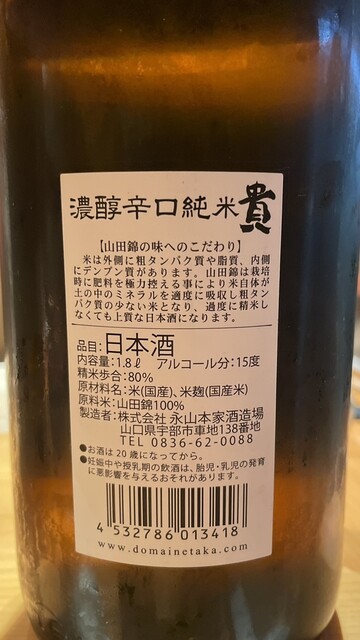 濃醇辛口純米貴
【山田錦の味へのこだわり】
米は外側に粗タンパク質や脂質、内側
にデンプン質があります。山田錦は栽培
時に肥料を極力控える事により米自体が
土の中のミネラルを適度に吸収し粗タン
パク質の少ない米となり、過度に精米し
なくても上質な日本酒になります。
品目:日本酒
内容量:1.8ℓ アルコール分:15度
精米歩合:80%
原材料名:米(国産)、米麹(国産米)
原料米:山田錦100%
製造者:株式会社 永山本家酒造場
山口県宇部市車地138番地
TEL 0836-62-0088
●お酒は20歳になってから。
●妊娠中や授乳期の飲酒は、胎児・乳児の発育
に悪影響を与えるおそれがあります。
4 532786 013418
www.domainetaka.com